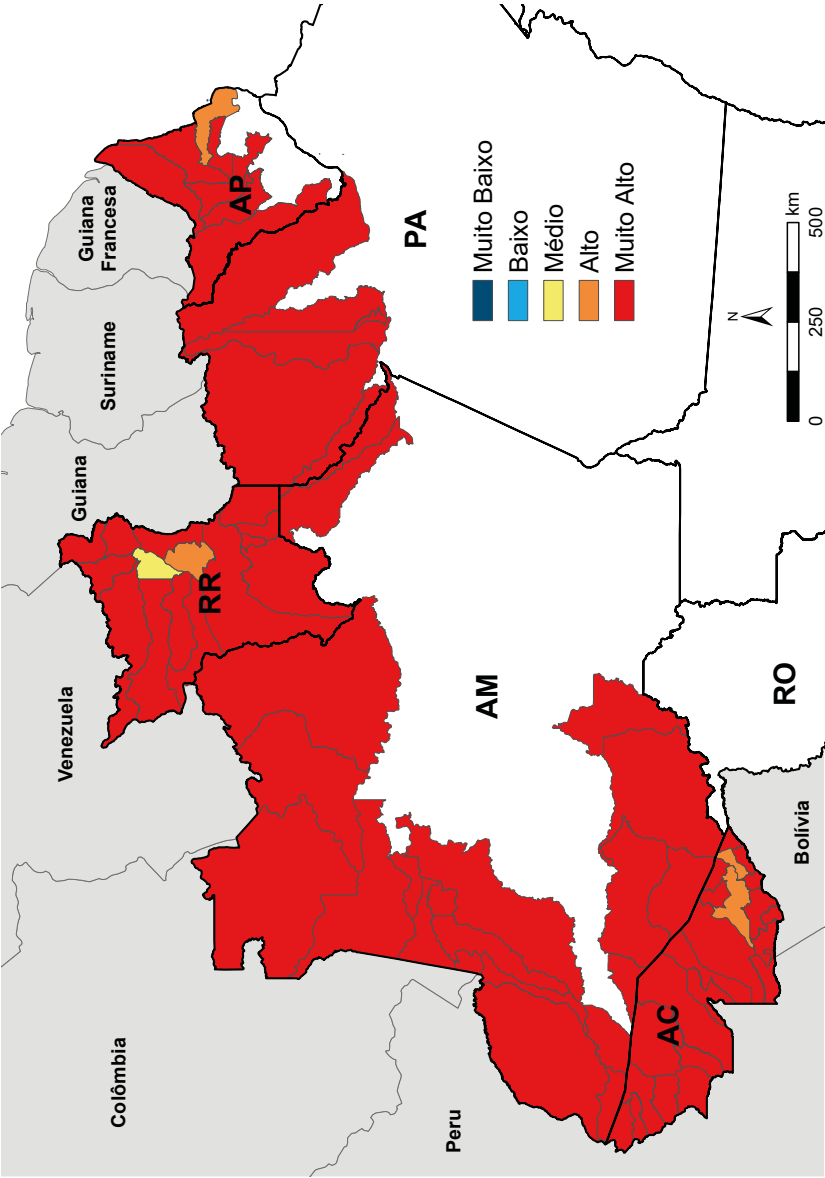 Guiana
Francesa
Suriname
Guiana
Venezuela
Colômbia
Peru
Bolívia
AP
PA
RR
AM
AC
RO
Muito Baixo
Baixo
Médio
Alto
Muito Alto
N
0 250 500 km